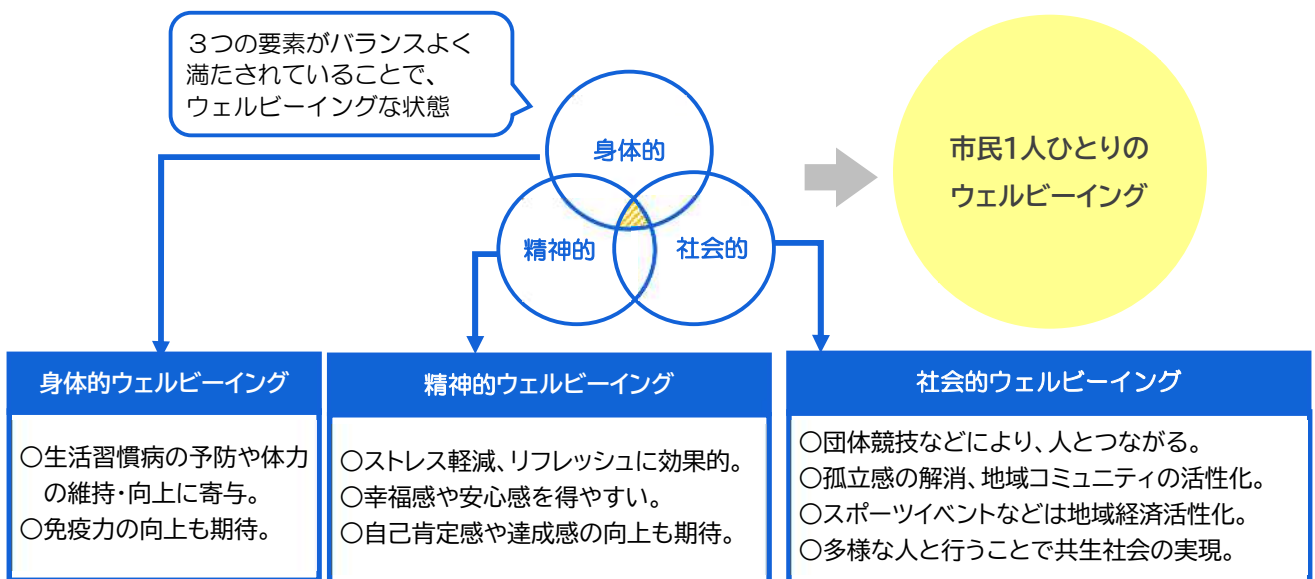 ３つの要素がバランスよく
満たされていることで、
ウェルビーイングな状態
身体的
精神的
社会的
市民1人ひとりの
ウェルビーイング
身体的ウェルビーイング
○生活習慣病の予防や体力
の維持・向上に寄与。
○免疫力の向上も期待。
精神的ウェルビーイング
○ストレス軽減、リフレッシュに効果的。
○幸福感や安心感を得やすい。
○自己肯定感や達成感の向上も期待。
社会的ウェルビーイング
○団体競技などにより、人とつながる。
○孤立感の解消、地域コミュニティの活性化。
○スポーツイベントなどは地域経済活性化。
○多様な人と行うことで共生社会の実現。